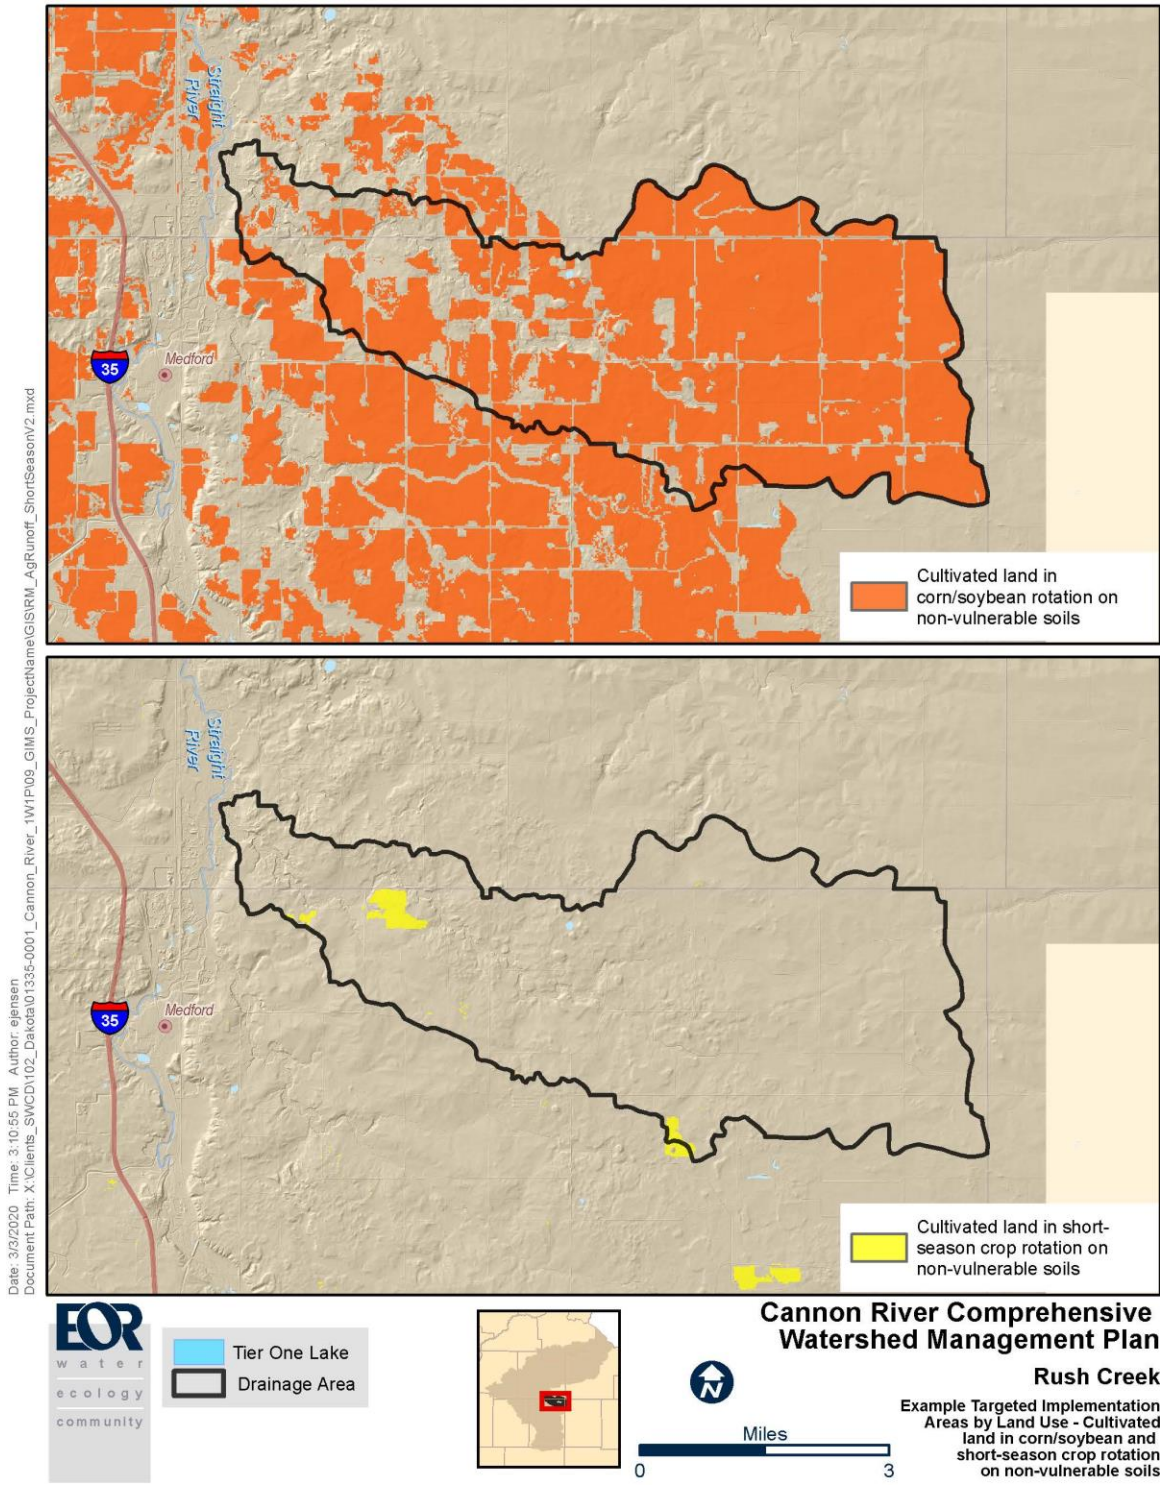 Straight
River
Medford
35
Cultivated land in
corn/soybean rotation on
non-vulnerable soils
Straight
River
Medford
35
Cultivated land in short-
season crop rotation on
non-vulnerable soils
Date: 3/3/2020 Time: 3:10:55 PM Author: ejensen
Document Path: X:\Clients_SWCD\102_Dakota\01335-0001_Cannon_River_1W1P\09_GIMS_ProjectName\GIS\RM_AgRunoff_ShortSeasonV2.mxd
EOR
water
ecology
community
Tier One Lake
Drainage Area
N
Miles
0 3
Cannon River Comprehensive
Watershed Management Plan
Rush Creek
Example Targeted Implementation
Areas by Land Use - Cultivated
land in corn/soybean and
short-season crop rotation
on non-vulnerable soils